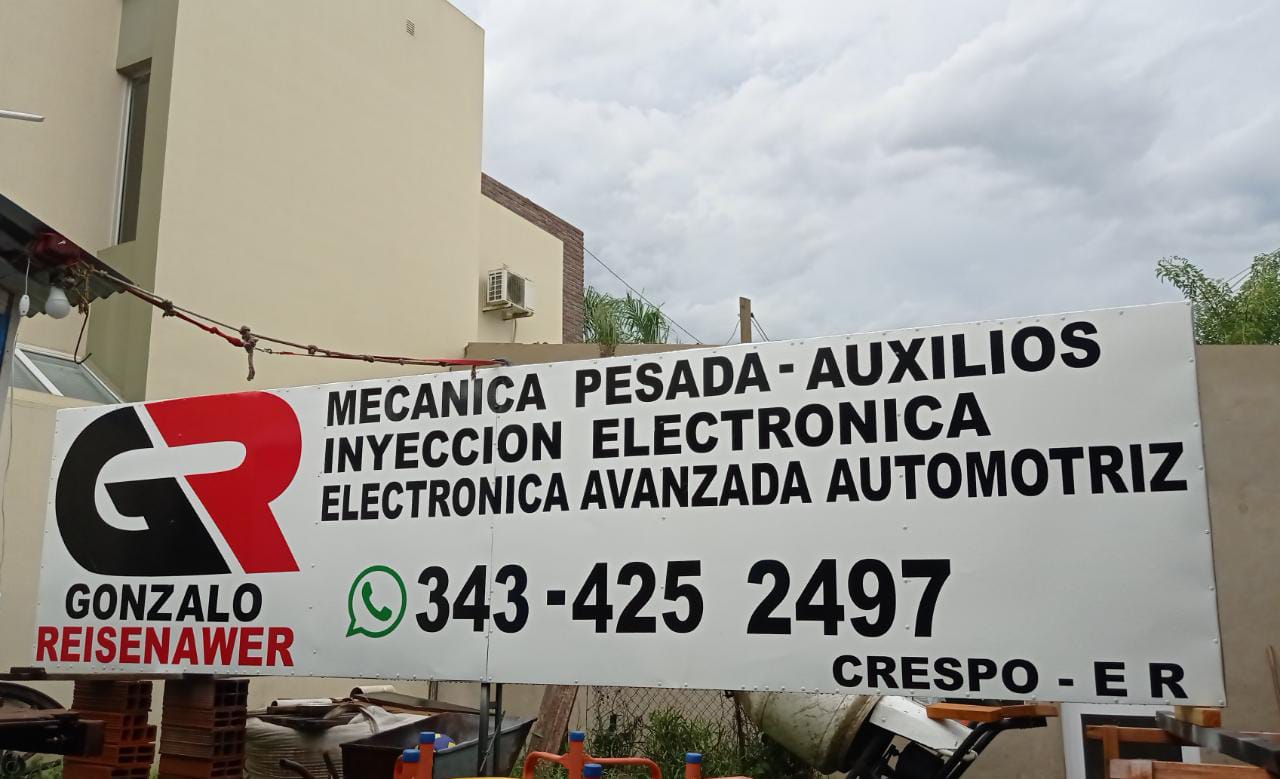 GR
GONZALO
REISENAWER
MECANICA PESADA - AUXILIOS
INYECCION ELECTRONICA
ELECTRONICA AVANZADA AUTOMOTRIZ
343 - 425 2497
CRESPO - E R